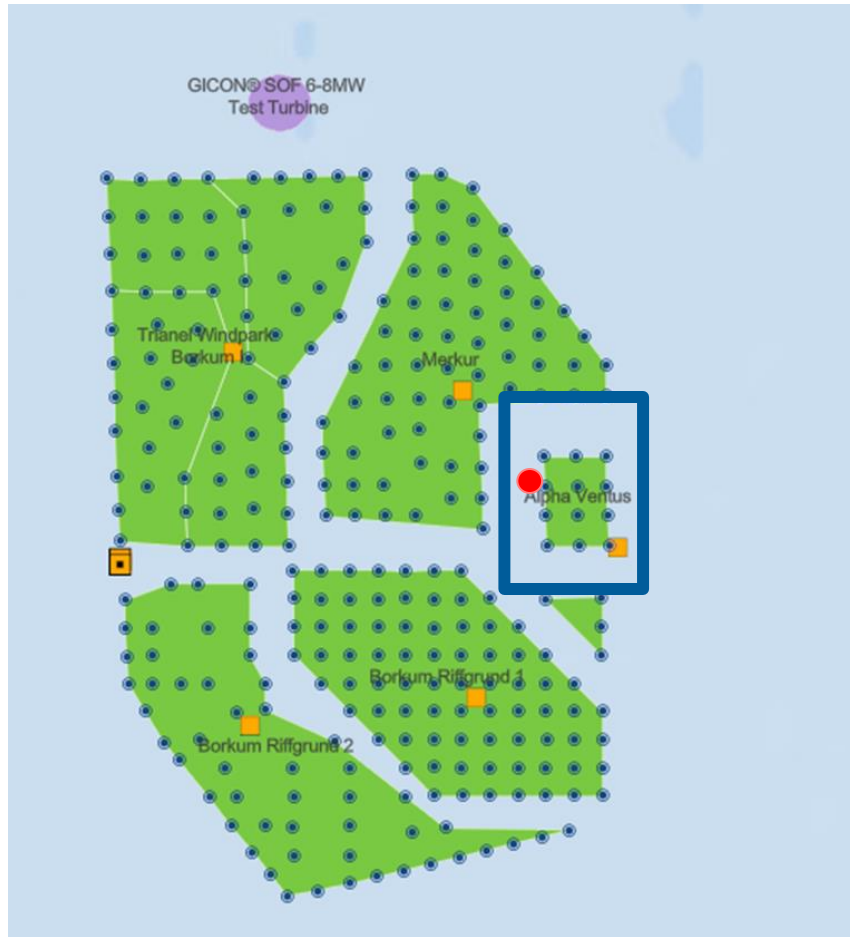 GICON® SOF 6-8MW
Test Turbine
Trianel Windpark
Borkum I
Merkur
Alpha Ventus
Borkum Riffgrund 1
Borkum Riffgrund 2